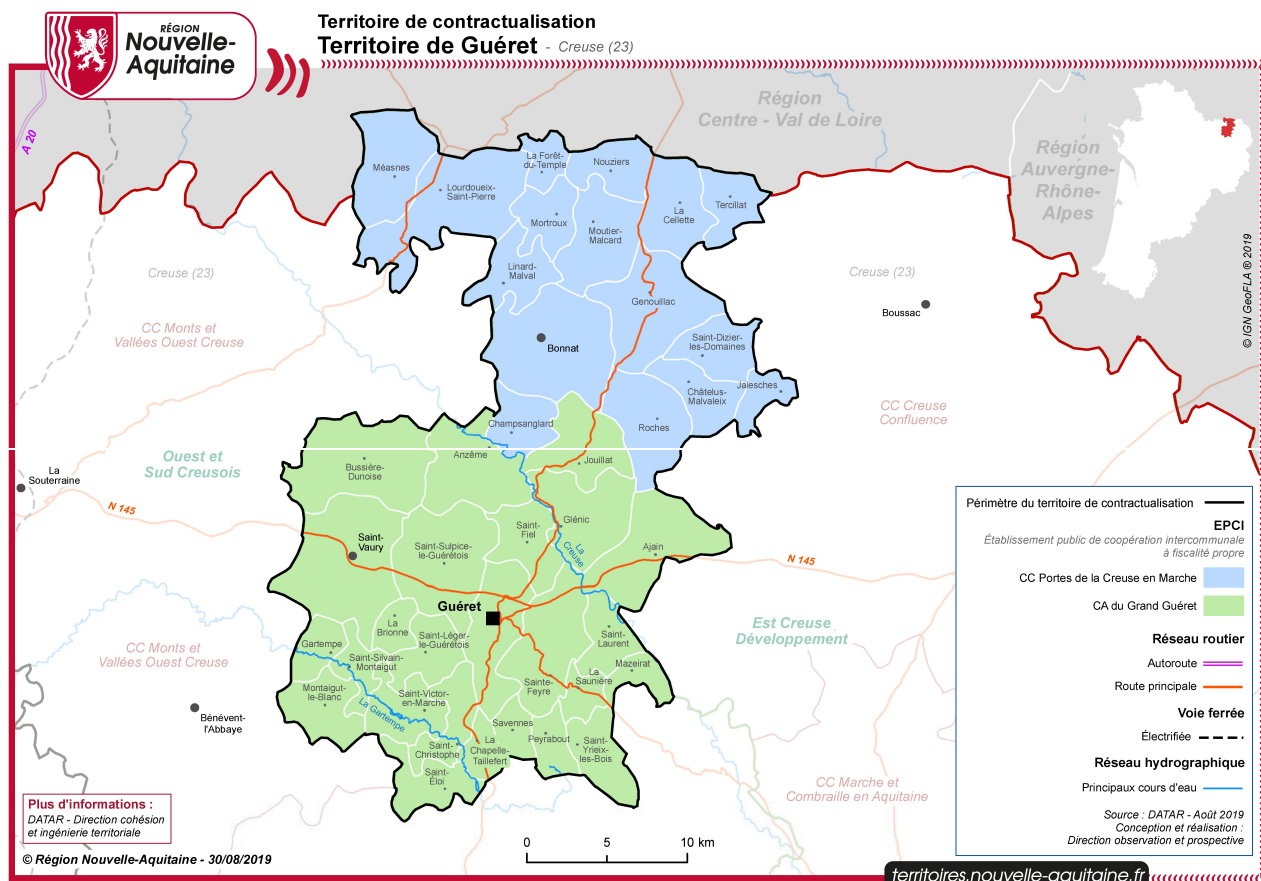 RÉGION
Nouvelle-
Aquitaine
Territoire de contractualisation
Territoire de Guéret - Creuse (23)
A 20
Région
Centre - Val de Loire
Région
Auvergne-
Rhône-
Alpes
© IGN GeoFLA ® 2019
Méasnes
Lourdoueix-
Saint-Pierre
La Forêt-
du-Temple
Nouziers
Mortroux
Moutier-
Malcard
La
Cellette
Tercillat
Linard-
Malval
Genouillac
Creuse (23)
Creuse (23)
CC Monts et
Vallées Ouest Creuse
Boussac
Bonnat
Saint-Dizier-
les-Domaines
Châtelus-
Malvaleix
Jalesches
Roches
CC Creuse
Confluence
Champsanglard
Anzême
Jouillat
Bussière-
Dunoise
Ouest et
Sud Creusois
La
Souterraine
N 145
Saint-
Vaury
Saint-Sulpice-
le-Guérétois
Saint-
Fiel
Glénic
La
Creuse
Ajain
N 145
Guéret
La
Brionne
Saint-Léger-
le-Guérétois
Gartempe
Saint-Silvain-
Montaigut
Montaigut-
le-Blanc
Saint-Victor-
en-Marche
La Gartempe
Saint-
Laurent
Mazeirat
La
Saunière
Sainte-
Feyre
Savennes
Peyrabout
Saint-
Yrieix-
les-Bois
La
Chapelle-
Taillefert
Saint-
Christophe
Saint-
Éloi
CC Monts et
Vallées Ouest Creuse
Bénévent-
l'Abbaye
Est Creuse
Développement
CC Marche et
Combraille en Aquitaine
Périmètre du territoire de contractualisation
EPCI
Établissement public de coopération intercommunale
à fiscalité propre
CC Portes de la Creuse en Marche
CA du Grand Guéret
Réseau routier
Autoroute
Route principale
Voie ferrée
Électrifiée
Réseau hydrographique
Principaux cours d'eau
Source : DATAR - Août 2019
Conception et réalisation :
Direction observation et prospective
Plus d'informations :
DATAR - Direction cohésion
et ingénierie territoriale
© Région Nouvelle-Aquitaine - 30/08/2019
0 5 10 km
territoires.nouvelle-aquitaine.fr